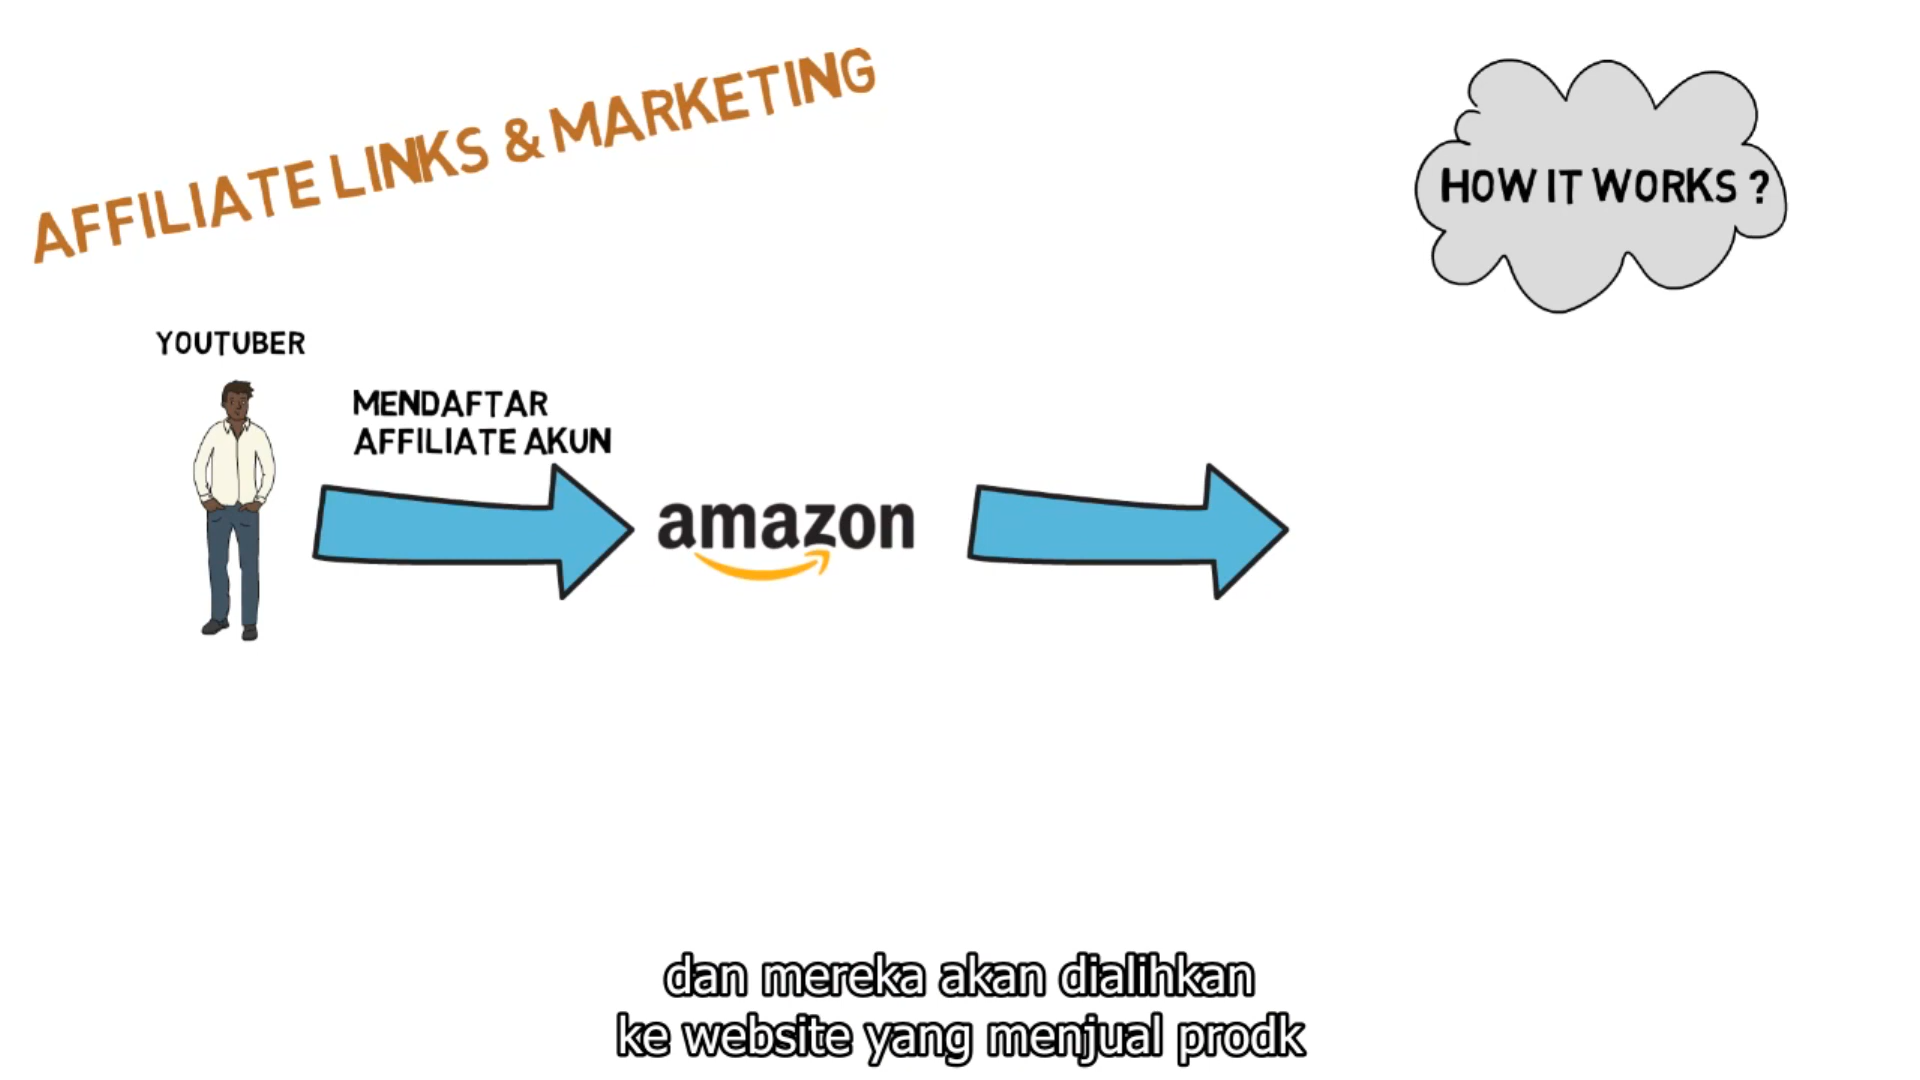 AFFILIATE LINKS & MARKETING
HOW IT WORKS ?
YOUTUBER
MENDAFTAR
AFFILIATE AKUN
amazon
dan mereka akan dialihkan
ke website yang menjual prodk